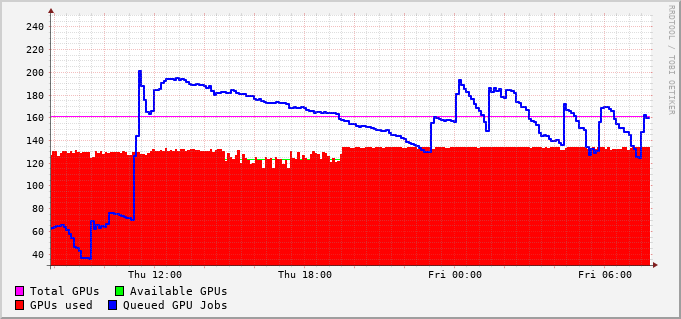 RRDTOOL / TOBI OETIKER
240
220
200
180
160
140
120
100
80
60
40
Thu 12:00 Thu 18:00 Fri 00:00 Fri 06:00
Total GPUs Available GPUs
GPUs used Queued GPU Jobs